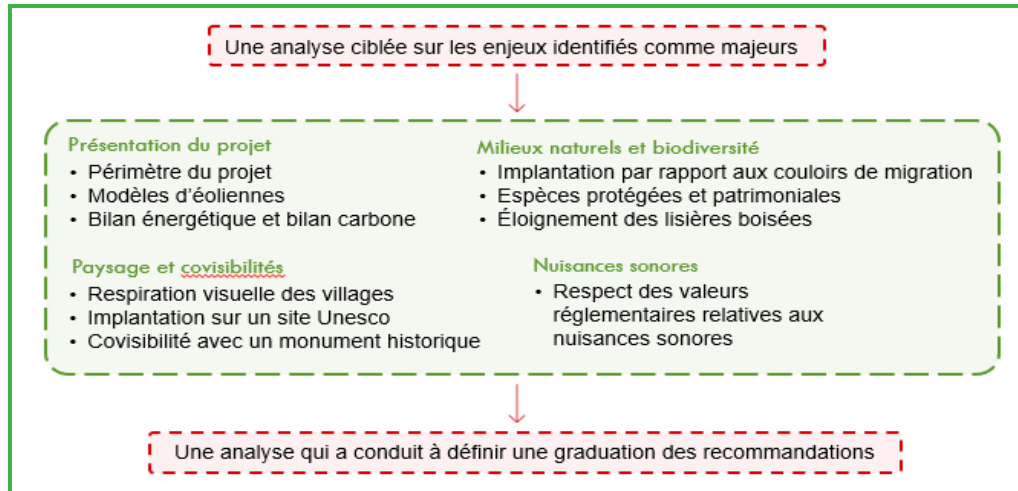 Une analyse ciblée sur les enjeux identifiés comme majeurs
Présentation du projet
• Périmètre du projet
• Modèles d'éoliennes
• Bilan énergétique et bilan carbone
Milieux naturels et biodiversité
• Implantation par rapport aux couloirs de migration
• Espèces protégées et patrimoniales
• Éloignement des lisières boisées
Paysage et covisibilités
• Respiration visuelle des villages
• Implantation sur un site Unesco
• Covisibilité avec un monument historique
Nuisances sonores
• Respect des valeurs
réglementaires relatives aux
nuisances sonores
Une analyse qui a conduit à définir une graduation des recommandations